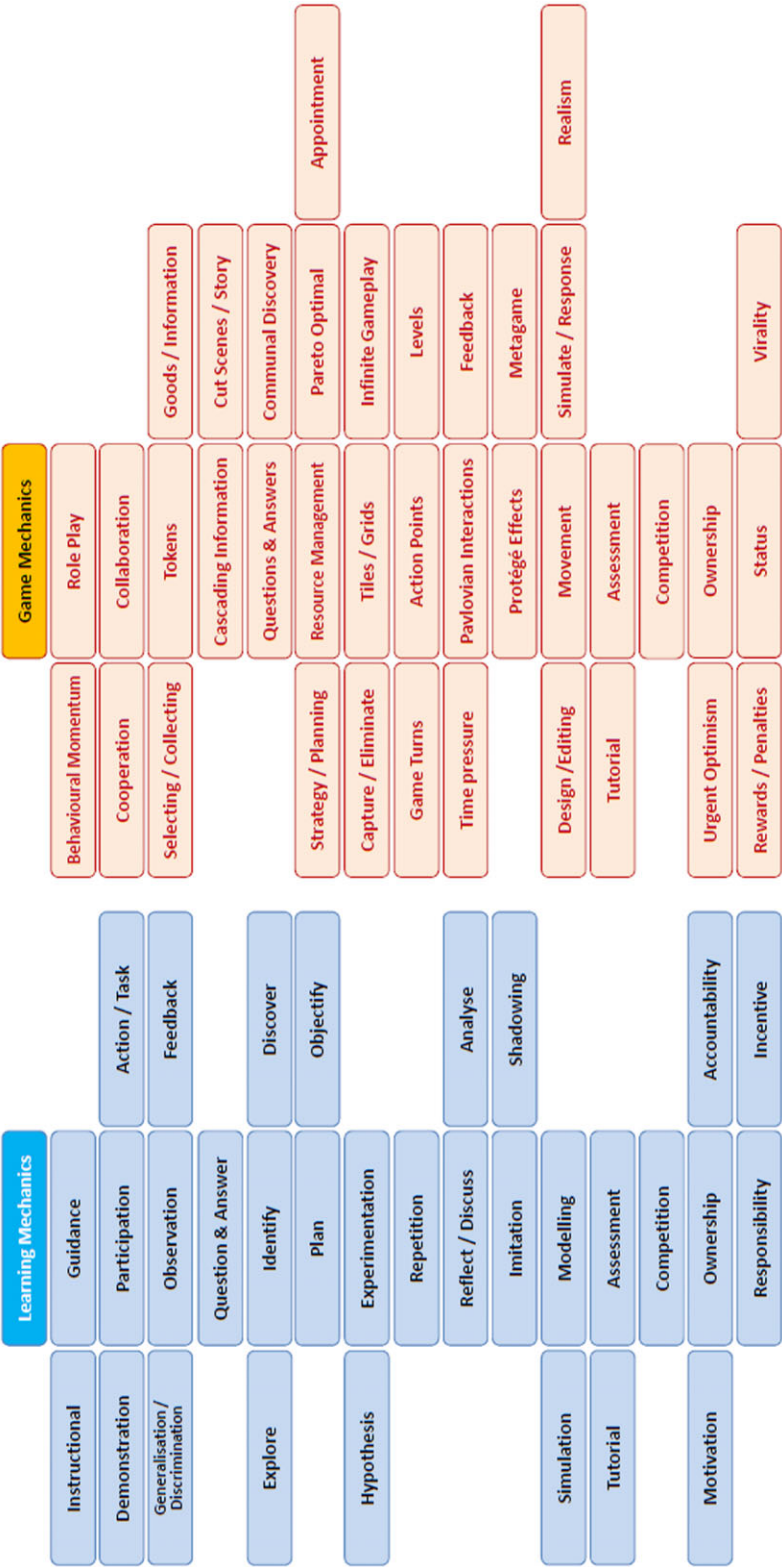 Learning Mechanics
Game Mechanics
Instructional
Guidance
Behavioural Momentum
Role Play
Demonstration
Participation
Action / Task
Cooperation
Collaboration
Generalisation /
Discrimination
Observation
Feedback
Selecting / Collecting
Tokens
Goods / Information
Question & Answer
Cascading Information
Cut Scenes / Story
Explore
Identify
Discover
Questions & Answers
Communal Discovery
Plan
Objectify
Strategy / Planning
Resource Management
Pareto Optimal
Appointment
Hypothesis
Experimentation
Capture / Eliminate
Tiles / Grids
Infinite Gameplay
Repetition
Game Turns
Action Points
Levels
Reflect / Discuss
Analyse
Time pressure
Pavlovian Interactions
Feedback
Imitation
Shadowing
Protégé Effects
Metagame
Simulation
Modelling
Design /Editing
Movement
Simulate / Response
Realism
Tutorial
Assessment
Tutorial
Assessment
Competition
Competition
Motivation
Ownership
Accountability
Urgent Optimism
Ownership
Responsibility
Incentive
Rewards / Penalties
Status
Virality